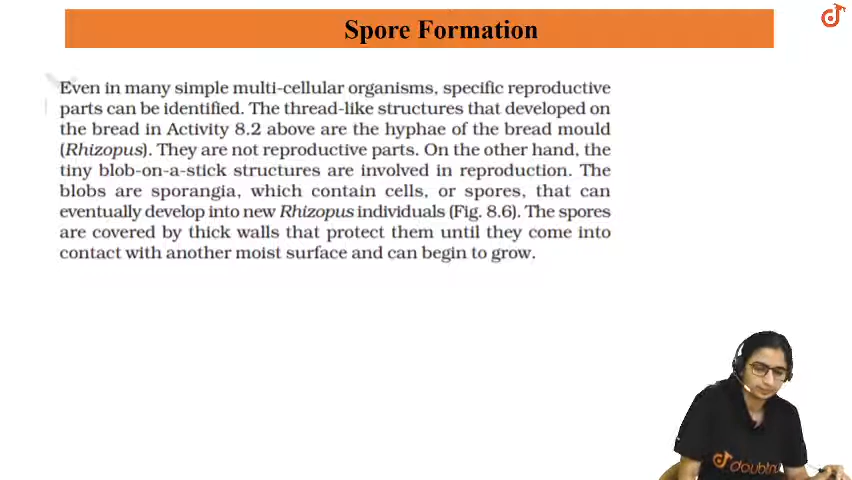 Spore Formation
Even in many simple multi-cellular organisms, specific reproductive
parts can be identified. The thread-like structures that developed on
the bread in Activity 8.2 above are the hyphae of the bread mould
(Rhizopus). They are not reproductive parts. On the other hand, the
tiny blob-on-a-stick structures are involved in reproduction. The
blobs are sporangia, which contain cells, or spores, that can
eventually develop into new Rhizopus individuals (Fig. 8.6). The spores
are covered by thick walls that protect them until they come into
contact with another moist surface and can begin to grow.